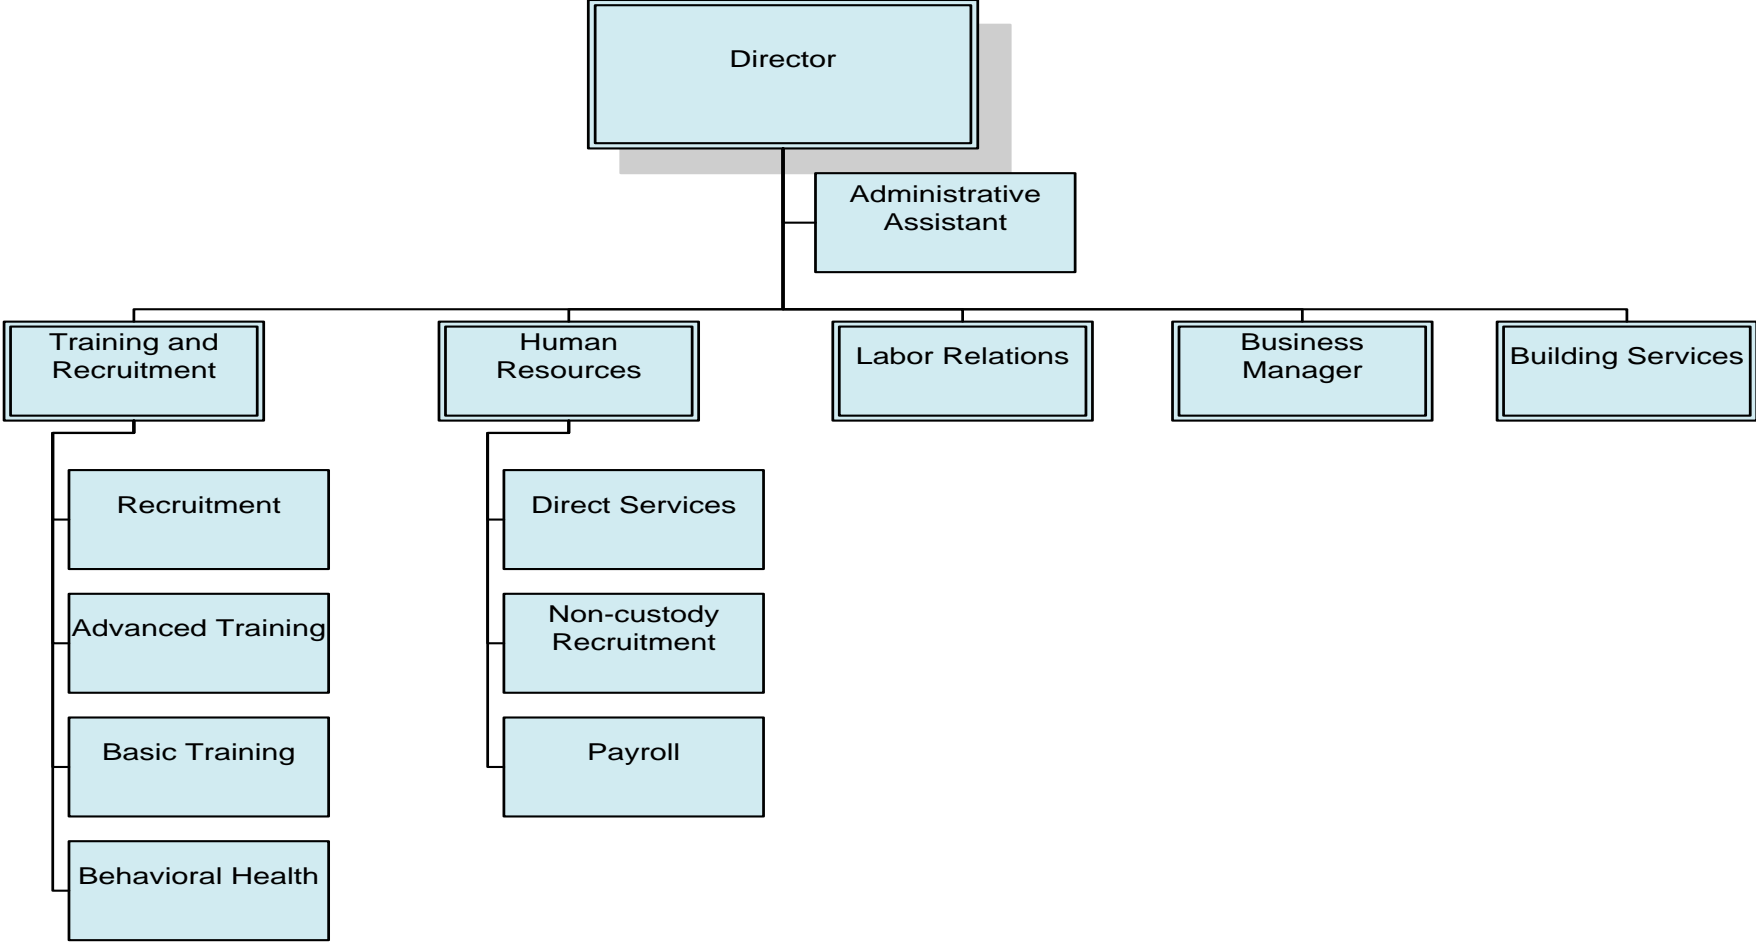 Director
Administrative
Assistant
Training and
Recruitment
Human
Resources
Labor Relations
Business
Manager
Building Services
Recruitment
Advanced Training
Basic Training
Behavioral Health
Direct Services
Non-custody
Recruitment
Payroll